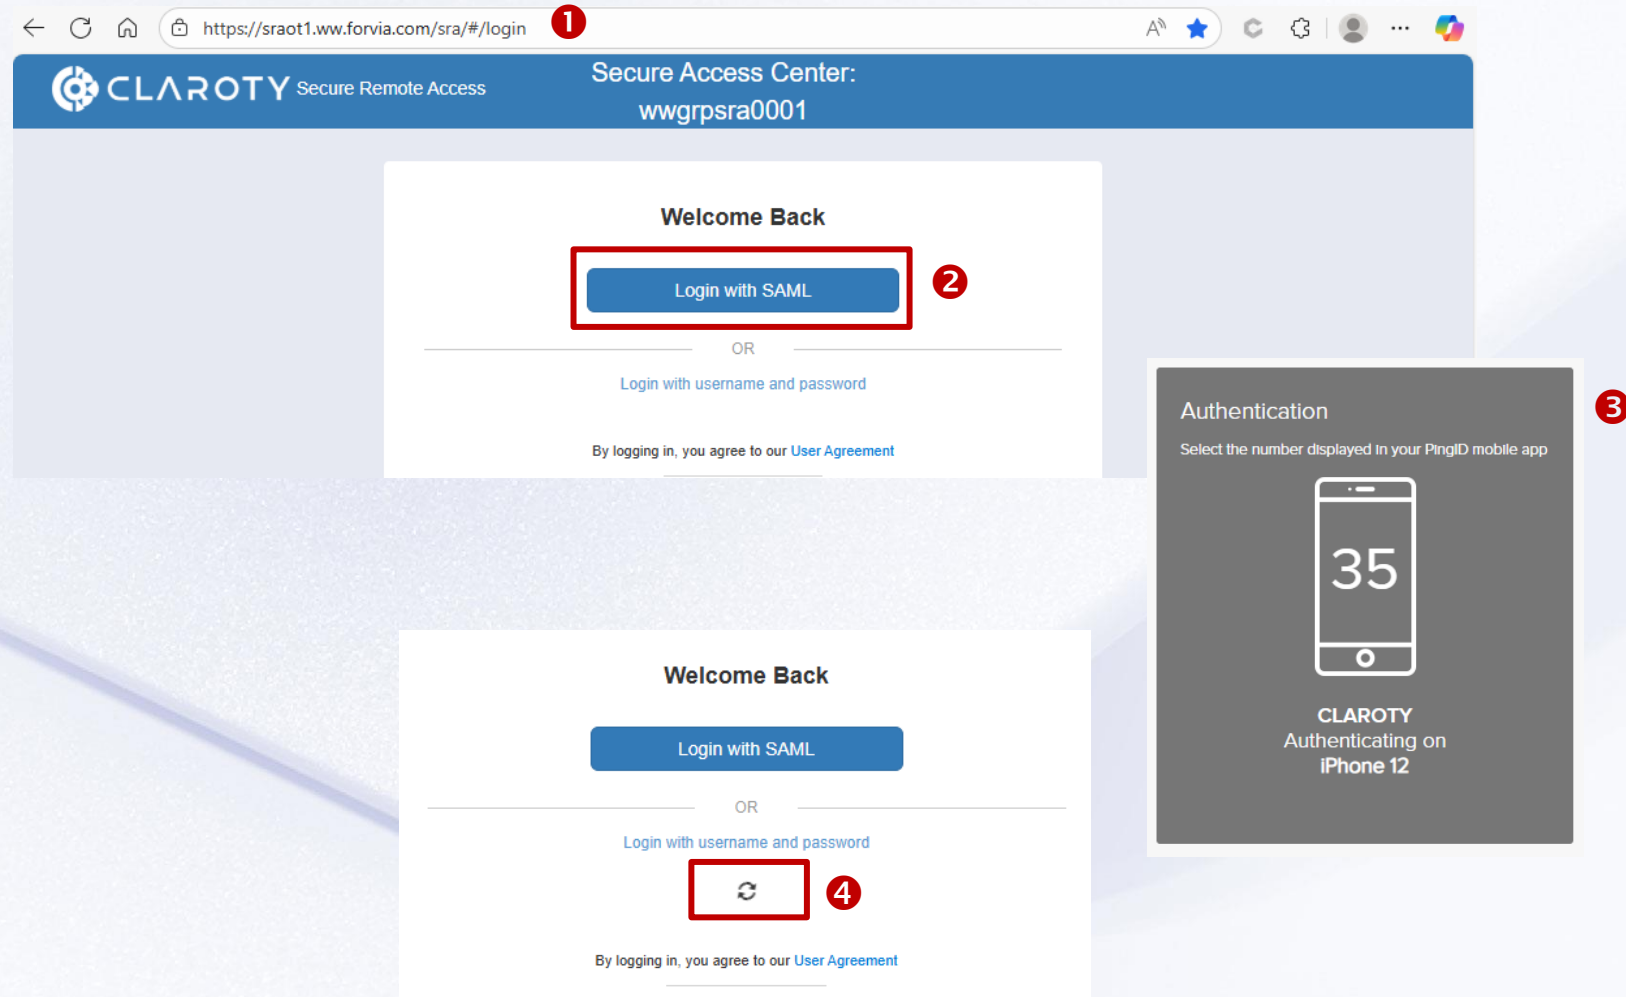 https://sraot1.ww.forvia.com/sra/#/login
1
CLAROTY Secure Remote Access
Secure Access Center:
wwgrpsra0001
Welcome Back
Login with SAML
2
OR
Login with username and password
By logging in, you agree to our User Agreement
3
Authentication
Select the number displayed in your PingID mobile app
35
CLAROTY
Authenticating on
iPhone 12
Welcome Back
Login with SAML
OR
Login with username and password
4
By logging in, you agree to our User Agreement